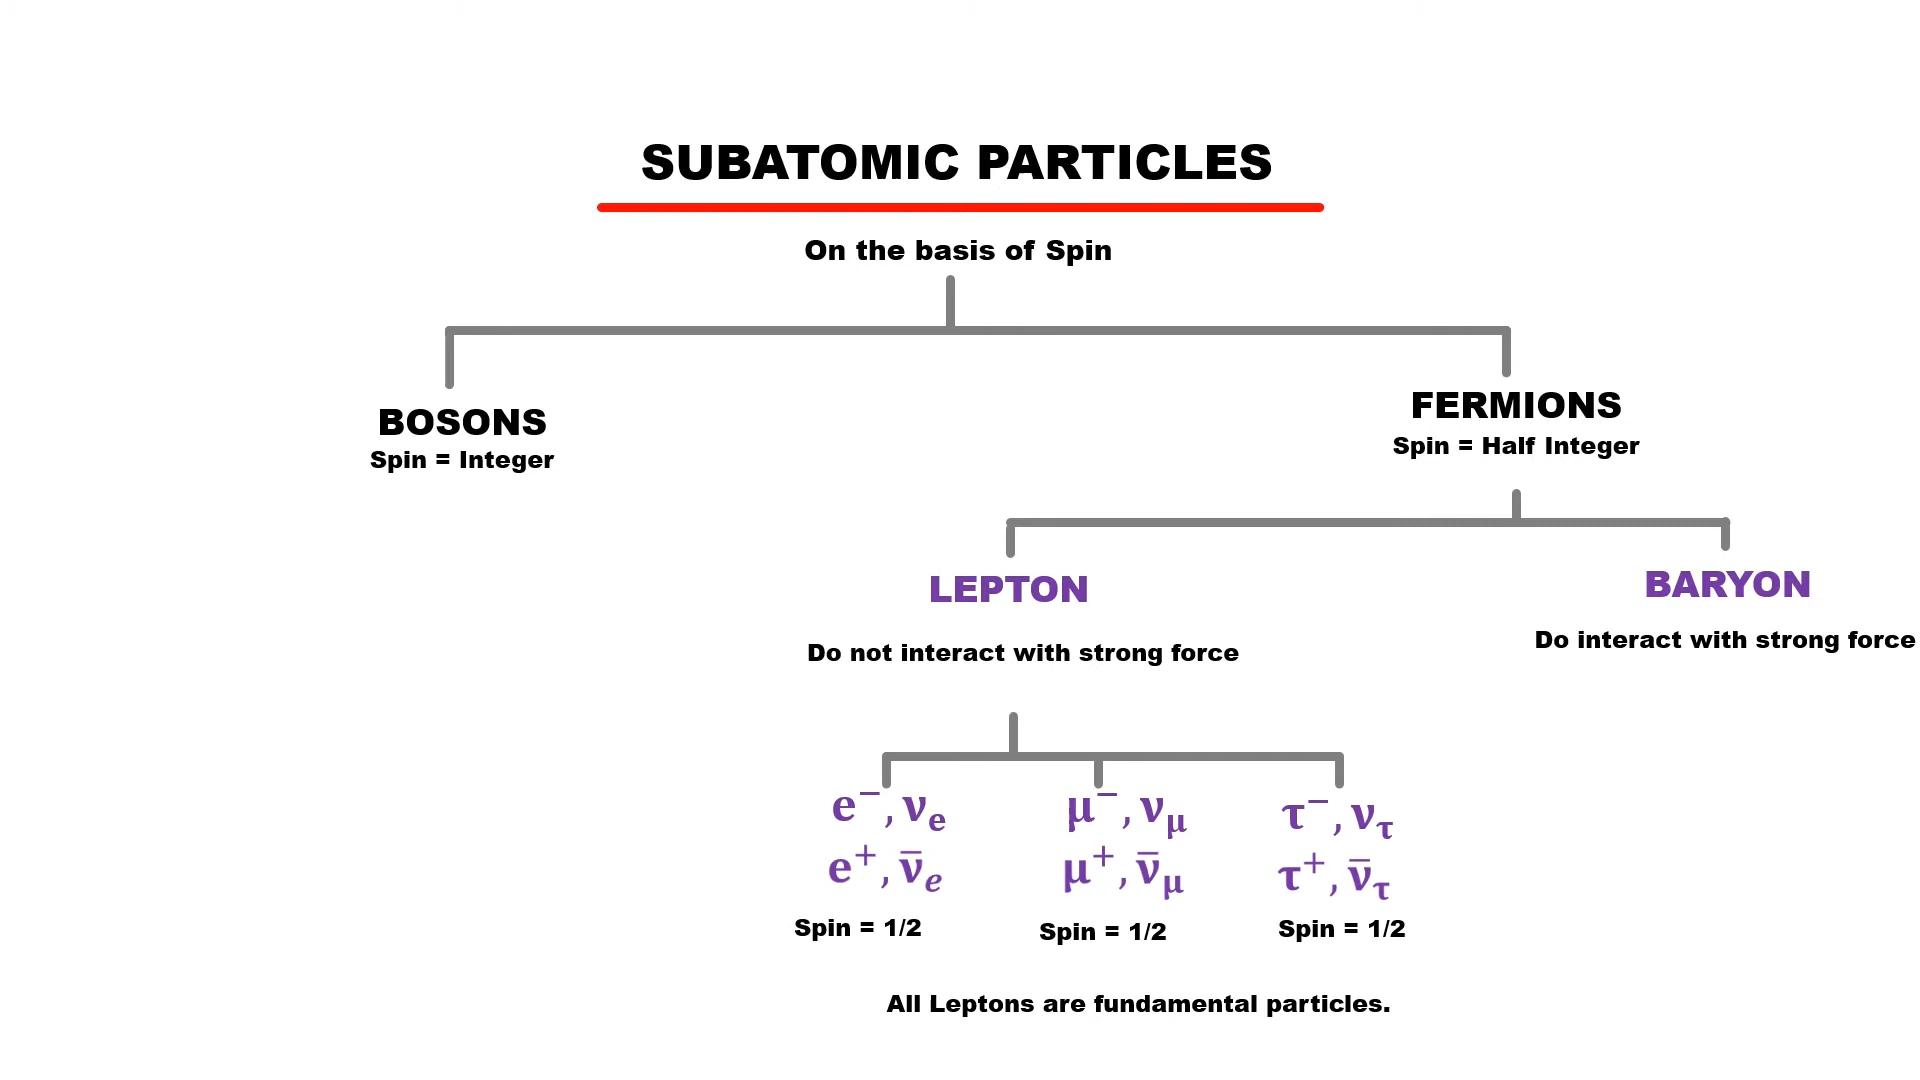 SUBATOMIC PARTICLES
On the basis of Spin
BOSONS
Spin = Integer
FERMIONS
Spin = Half Integer
LEPTON
Do not interact with strong force
BARYON
Do interact with strong force
e⁻, νₑ
e⁺, ν̅ₑ
Spin = 1/2
μ⁻, ν_μ
μ⁺, ν̅_μ
Spin = 1/2
τ⁻, ν_τ
τ⁺, ν̅_τ
Spin = 1/2
All Leptons are fundamental particles.